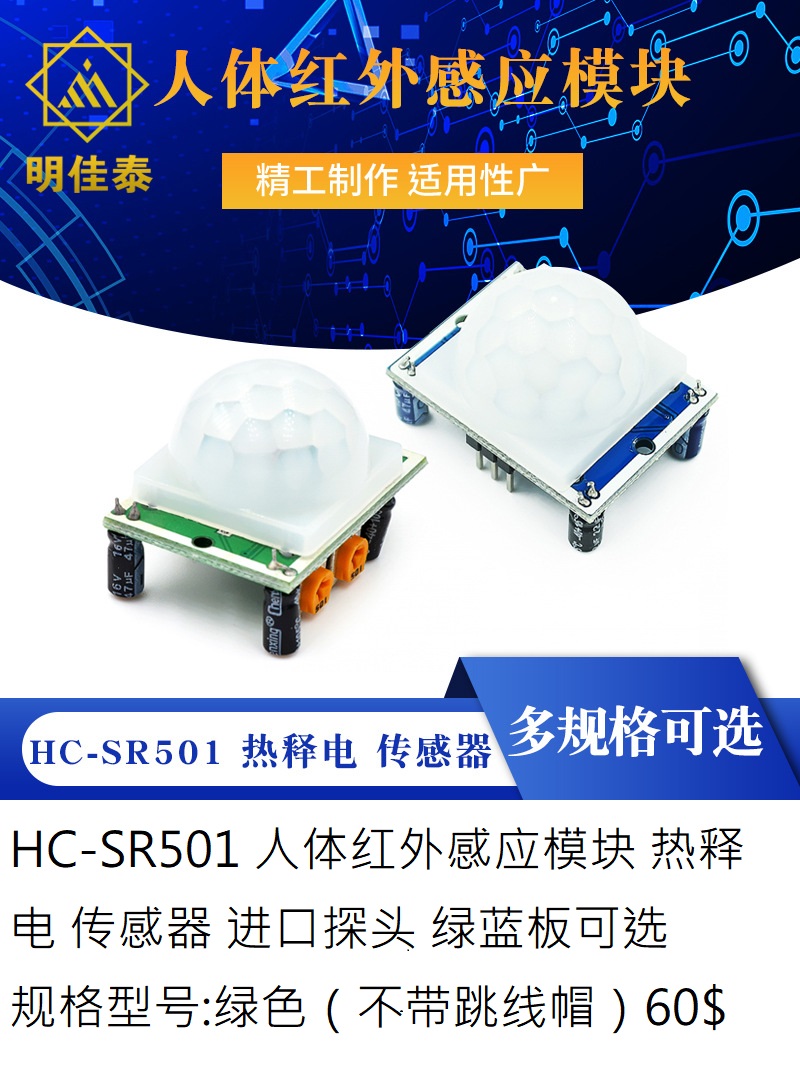 人体红外感应模块
明佳泰
精工制作 适用性广
16V
47µF
HC-SR501 热释电 传感器
多规格可选
HC-SR501 人体红外感应模块 热释
电 传感器 进口探头 绿蓝板可选
规格型号:绿色（不带跳线帽）60$